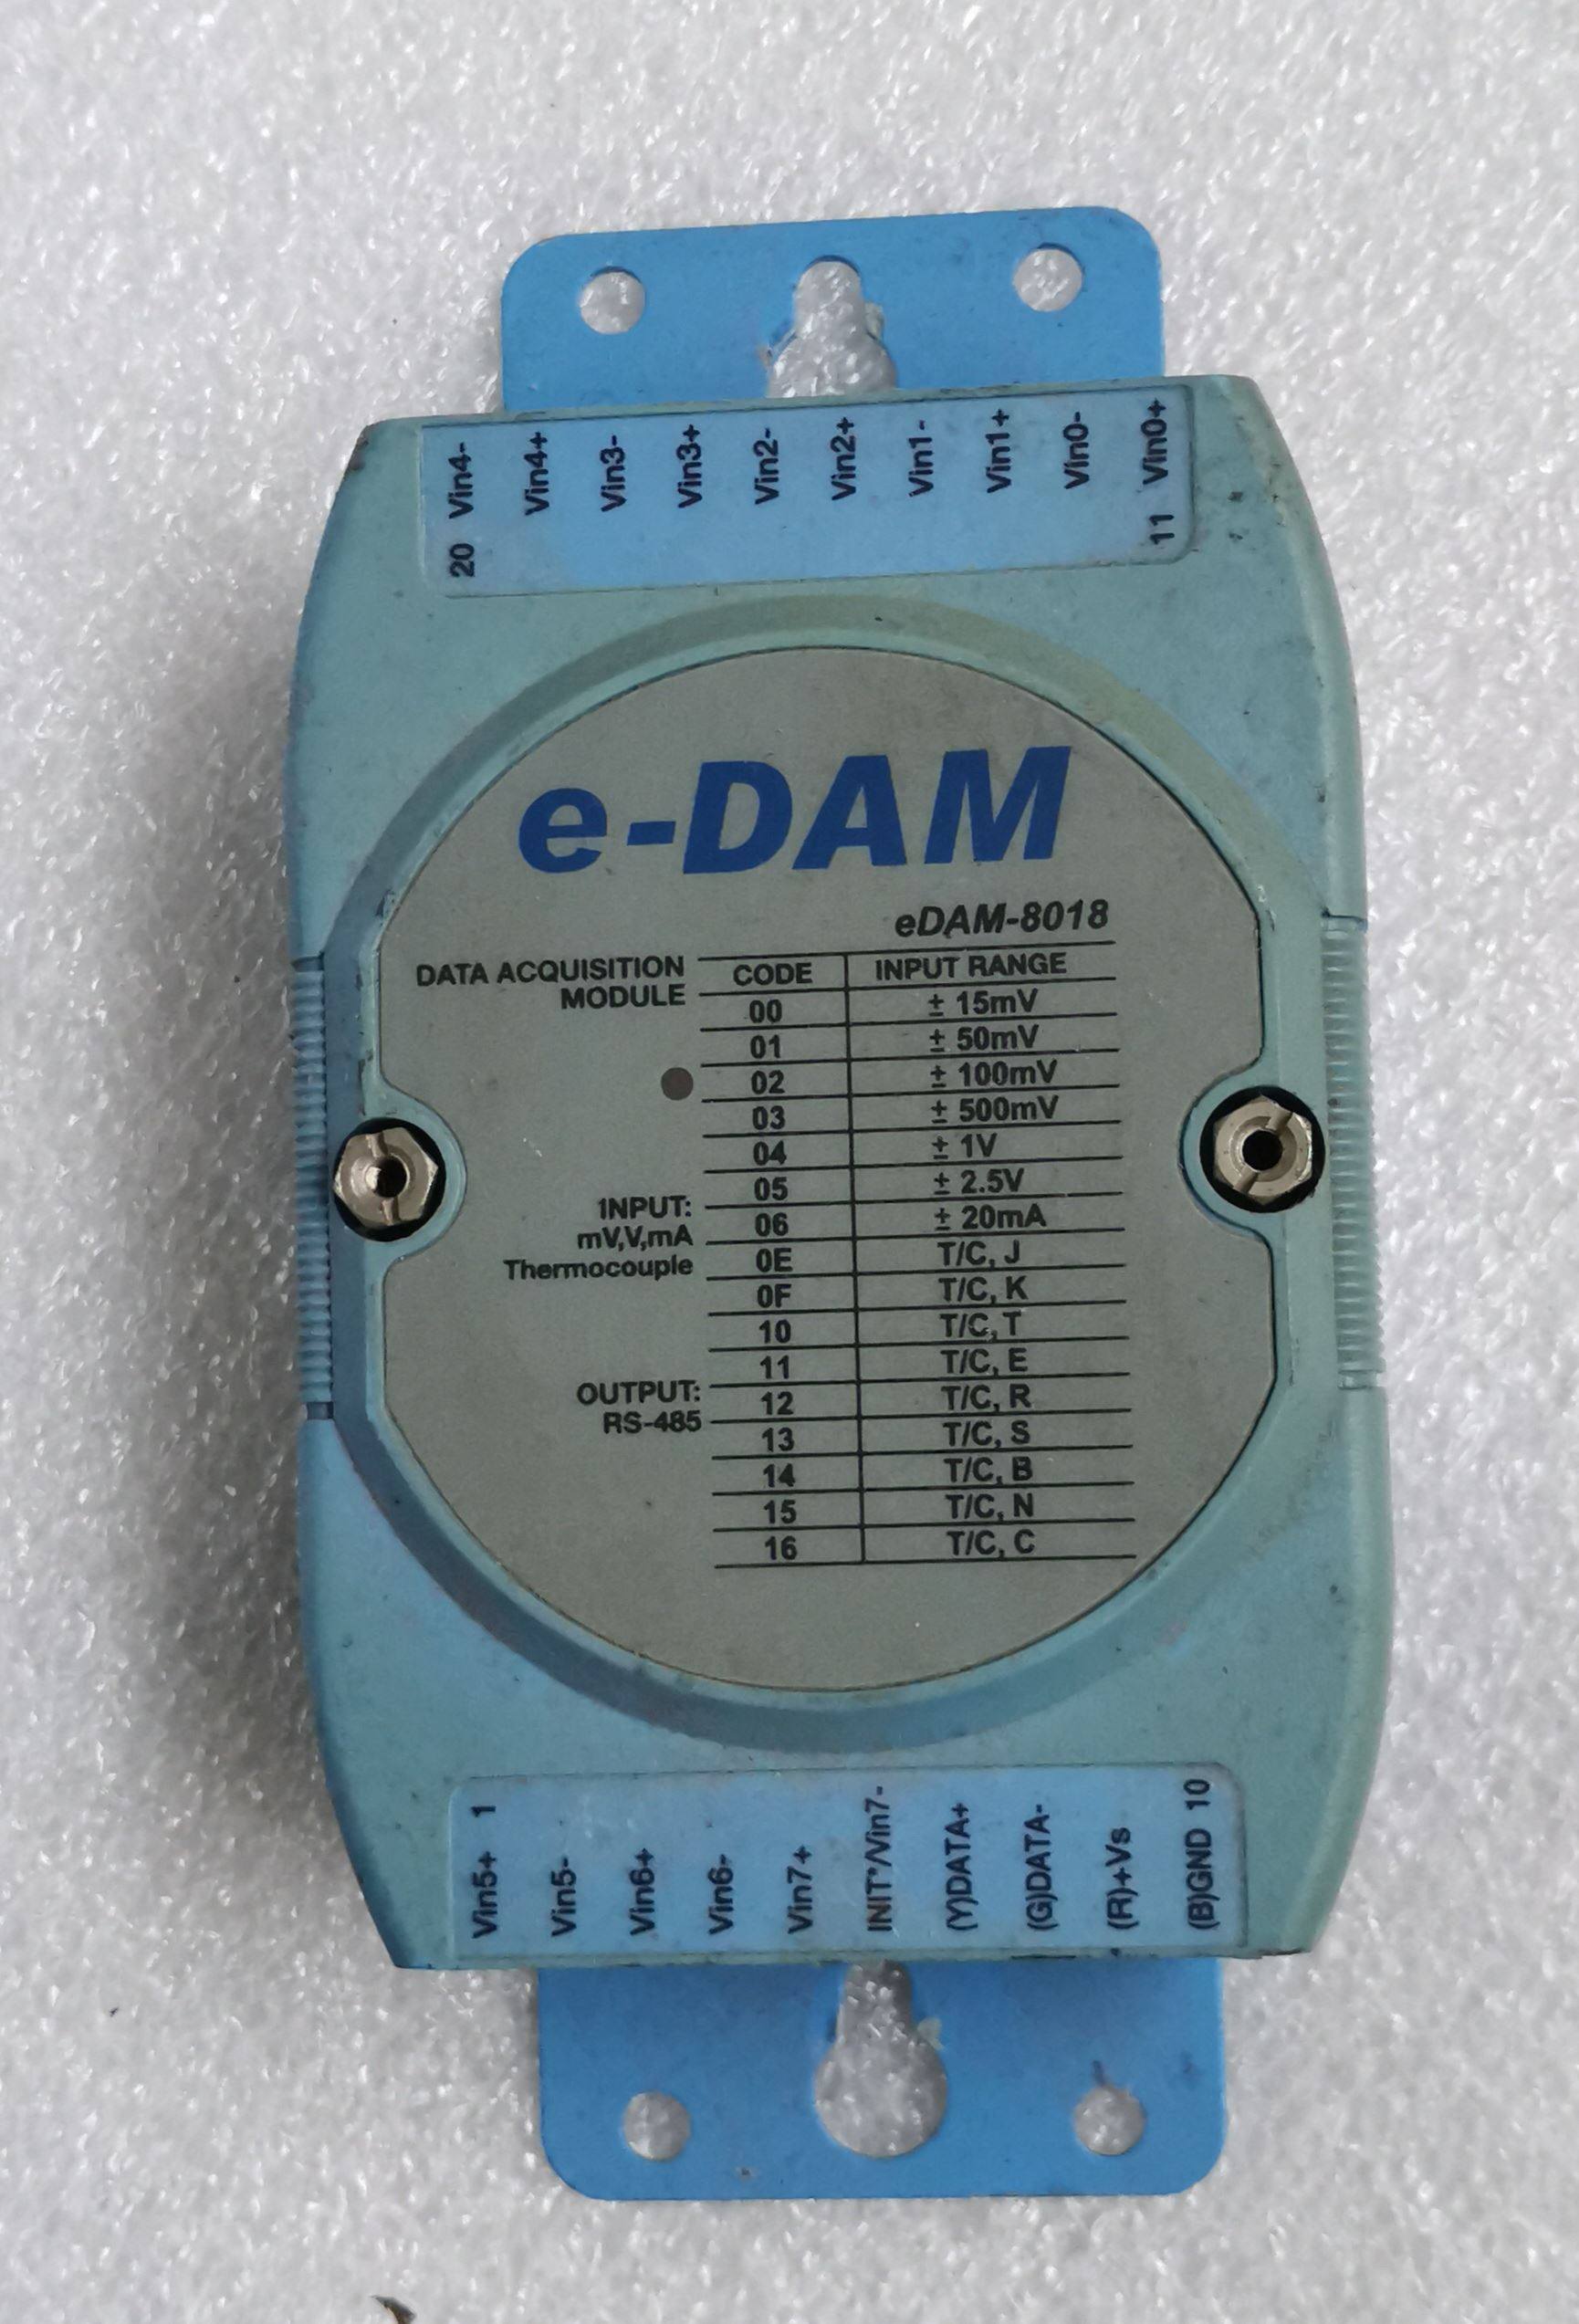 Vin4- Vin4+ Vin3- Vin3+ Vin2- Vin2+ Vin1- Vin1+ Vin0- Vin0+
20 11
e-DAM
eDAM-8018
DATA ACQUISITION
MODULE
INPUT:
mV,V,mA
Thermocouple
OUTPUT:
RS-485
CODE INPUT RANGE
00 ± 15mV
01 ± 50mV
02 ± 100mV
03 ± 500mV
04 ± 1V
05 ± 2.5V
06 ± 20mA
0E T/C, J
0F T/C, K
10 T/C, T
11 T/C, E
12 T/C, R
13 T/C, S
14 T/C, B
15 T/C, N
16 T/C, C
1 10
Vin5+ Vin5- Vin6+ Vin6- Vin7+ INIT*/Vin7- (Y)DATA+ (G)DATA- (R)+Vs (B)GND